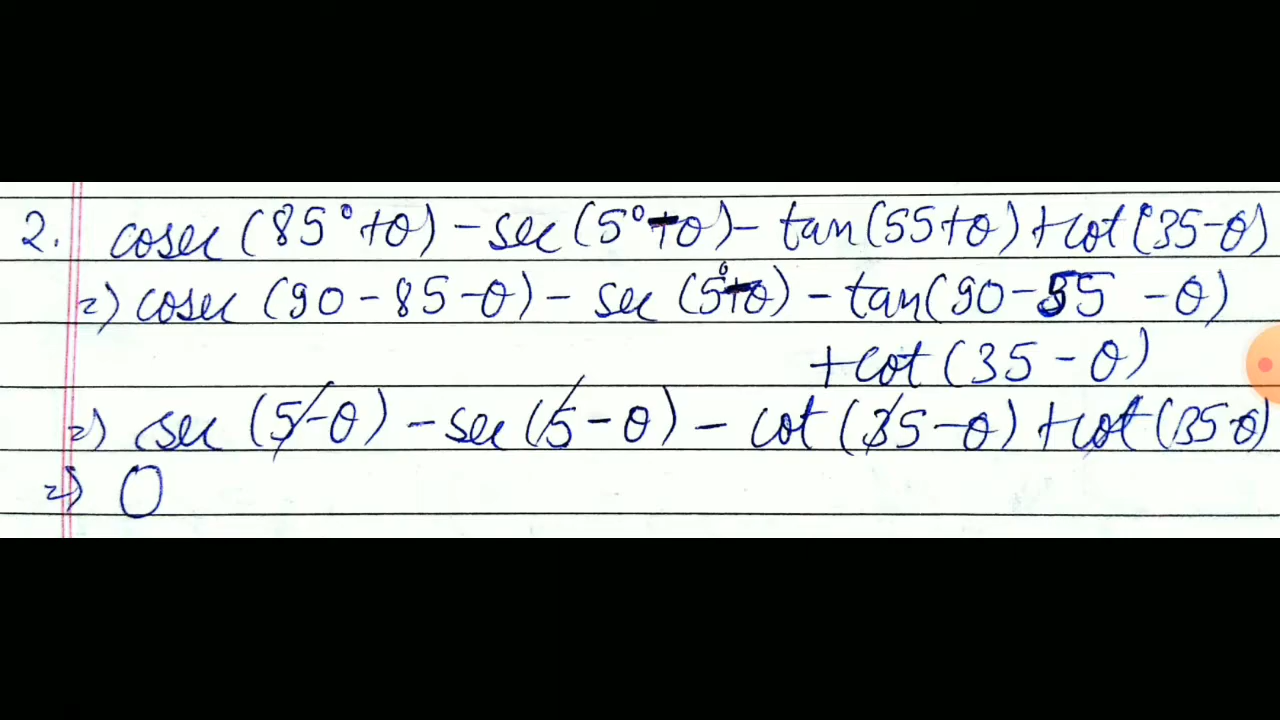 2. cosec (85°+θ) - sec (5°-θ) - tan(55+θ) + cot(35-θ)
=) cosec (90 - 85 - θ) - sec (5°-θ) - tan(90-55 - θ)
+cot (35 - θ)
=) sec (5-θ) - sec (5 - θ) - cot (35-θ) + cot (35-θ)
=) 0